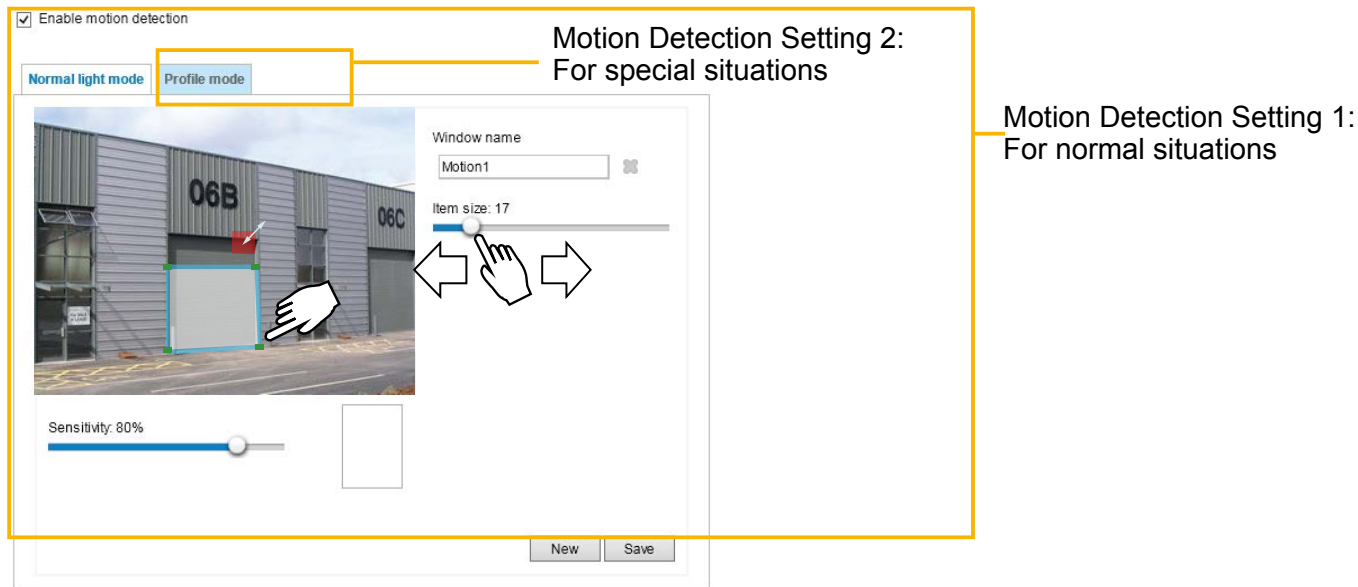 Enable motion detection
Motion Detection Setting 2:
For special situations
Normal light mode
Profile mode
Motion Detection Setting 1:
For normal situations
Window name
Motion1
06B
06C
Item size: 17
Sensitivity: 80%
New
Save